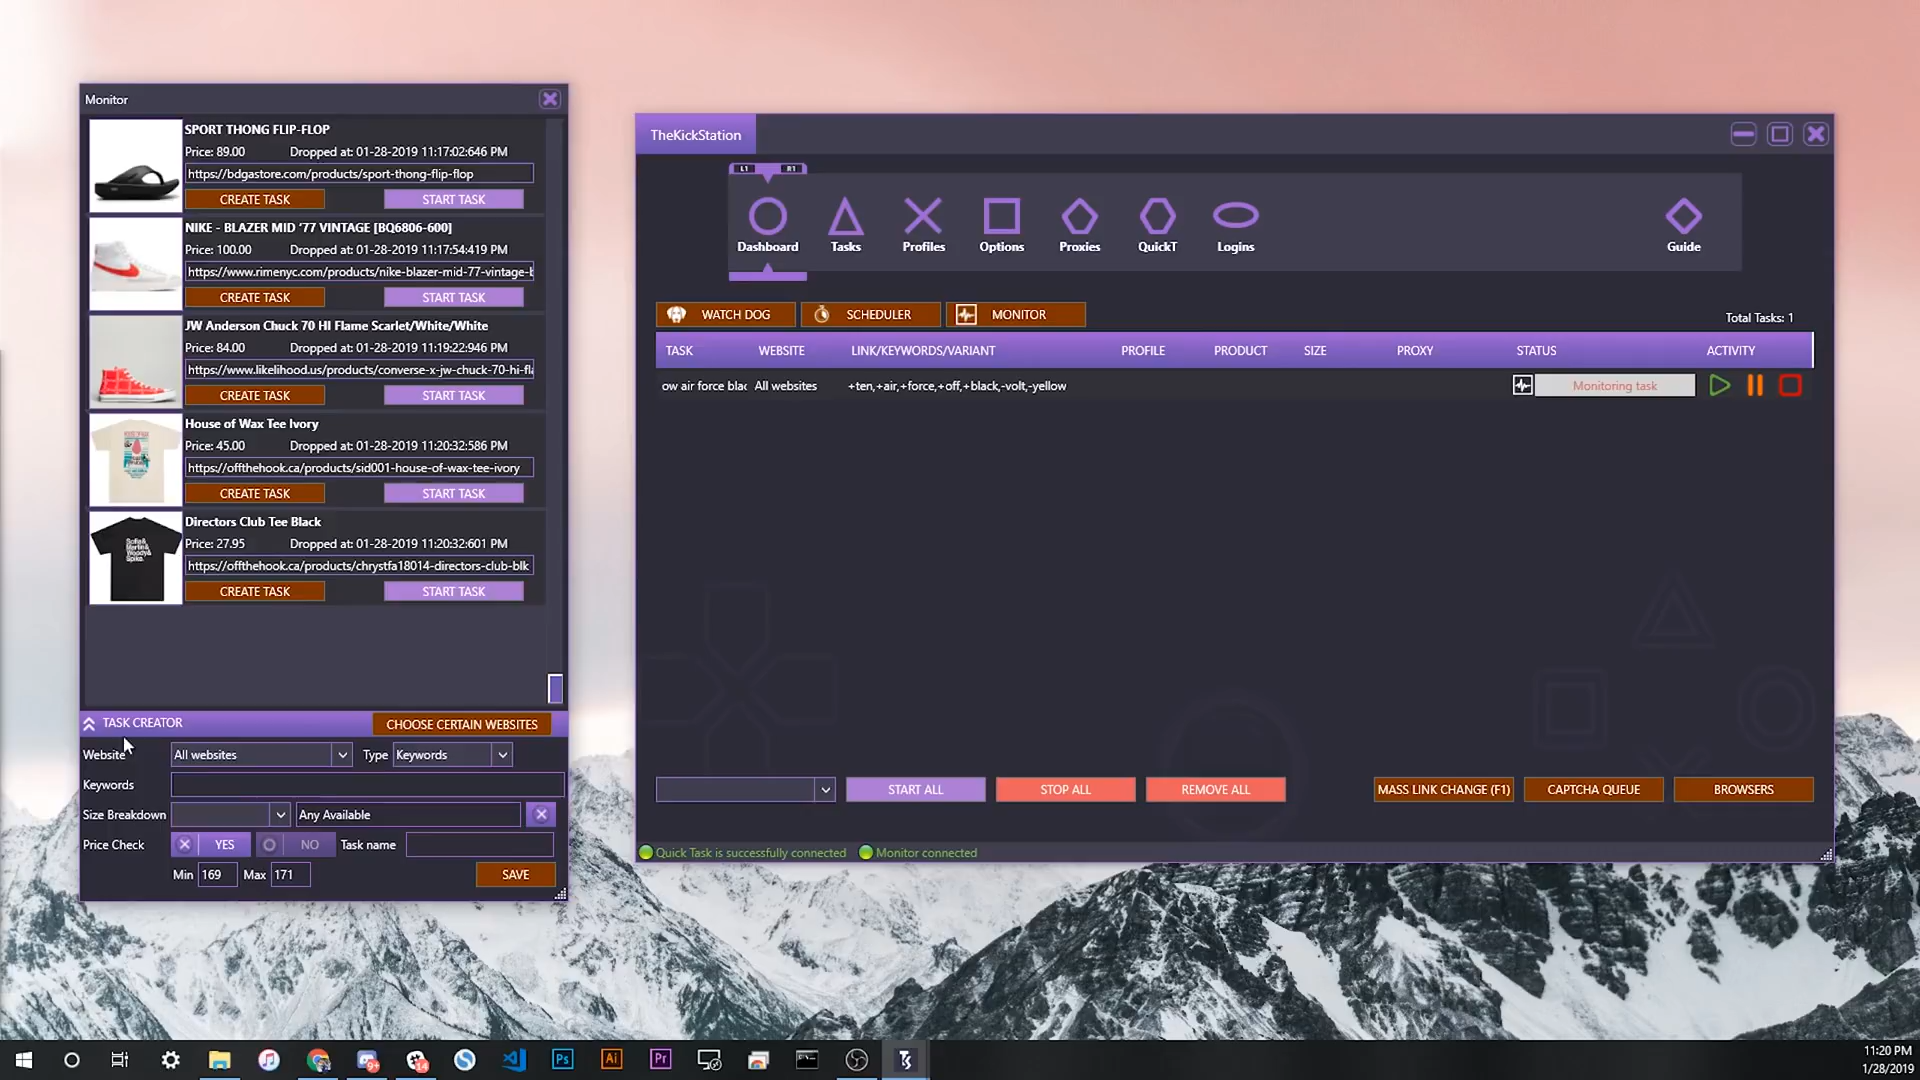 Monitor
SPORT THONG FLIP-FLOP
Price: 89.00 Dropped at: 01-28-2019 11:17:02:646 PM
https://bdgastore.com/products/sport-thong-flip-flop
CREATE TASK START TASK
NIKE - BLAZER MID '77 VINTAGE [BQ6806-600]
Price: 100.00 Dropped at: 01-28-2019 11:17:54:419 PM
https://www.rimenyc.com/products/nike-blazer-mid-77-vintage-b
CREATE TASK START TASK
JW Anderson Chuck 70 HI Flame Scarlet/White/White
Price: 84.00 Dropped at: 01-28-2019 11:19:22:946 PM
https://www.likelihood.us/products/converse-x-jw-chuck-70-hi-fla
CREATE TASK START TASK
House of Wax Tee Ivory
Price: 45.00 Dropped at: 01-28-2019 11:20:32:586 PM
https://offthehook.ca/products/sid001-house-of-wax-tee-ivory
CREATE TASK START TASK
Directors Club Tee Black
Sofia&
Martin&
Woody&
Spike.
Price: 27.95 Dropped at: 01-28-2019 11:20:32:601 PM
https://offthehook.ca/products/chrystfa18014-directors-club-blk
CREATE TASK START TASK
TASK CREATOR CHOOSE CERTAIN WEBSITES
Website All websites Type Keywords
Keywords
Size Breakdown Any Available
Price Check YES NO Task name
Min 169 Max 171 SAVE
TheKickStation
L1 R1
Dashboard Tasks Profiles Options Proxies QuickT Logins Guide
WATCH DOG SCHEDULER MONITOR Total Tasks: 1
TASK WEBSITE LINK/KEYWORDS/VARIANT PROFILE PRODUCT SIZE PROXY STATUS ACTIVITY
ow air force blac All websites +ten,+air,+force,+off,+black,-volt,-yellow Monitoring task
START ALL STOP ALL REMOVE ALL MASS LINK CHANGE (F1) CAPTCHA QUEUE BROWSERS
Quick Task is successfully connected Monitor connected
9+ 14 Ps Ai Pr
11:20 PM
1/28/2019